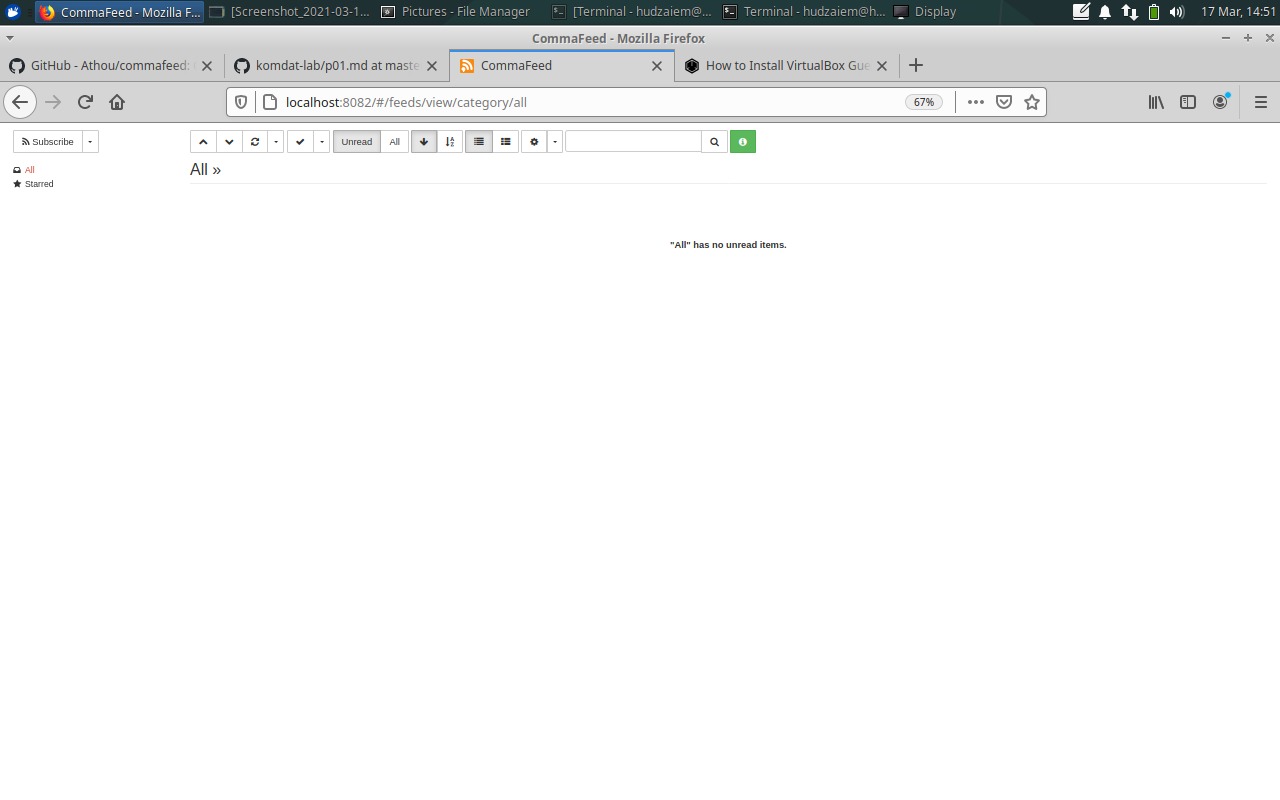 CommaFeed - Mozilla F... [Screenshot_2021-03-1... Pictures - File Manager [Terminal - hudzaiem@... Terminal - hudzaiem@h... Display 17 Mar, 14:51
CommaFeed - Mozilla Firefox
GitHub - Athou/commafeed: komdat-lab/p01.md at maste CommaFeed How to Install VirtualBox Gue
localhost:8082/#/feeds/view/category/all 67%
Subscribe Unread All
All
Starred
All »
"All" has no unread items.